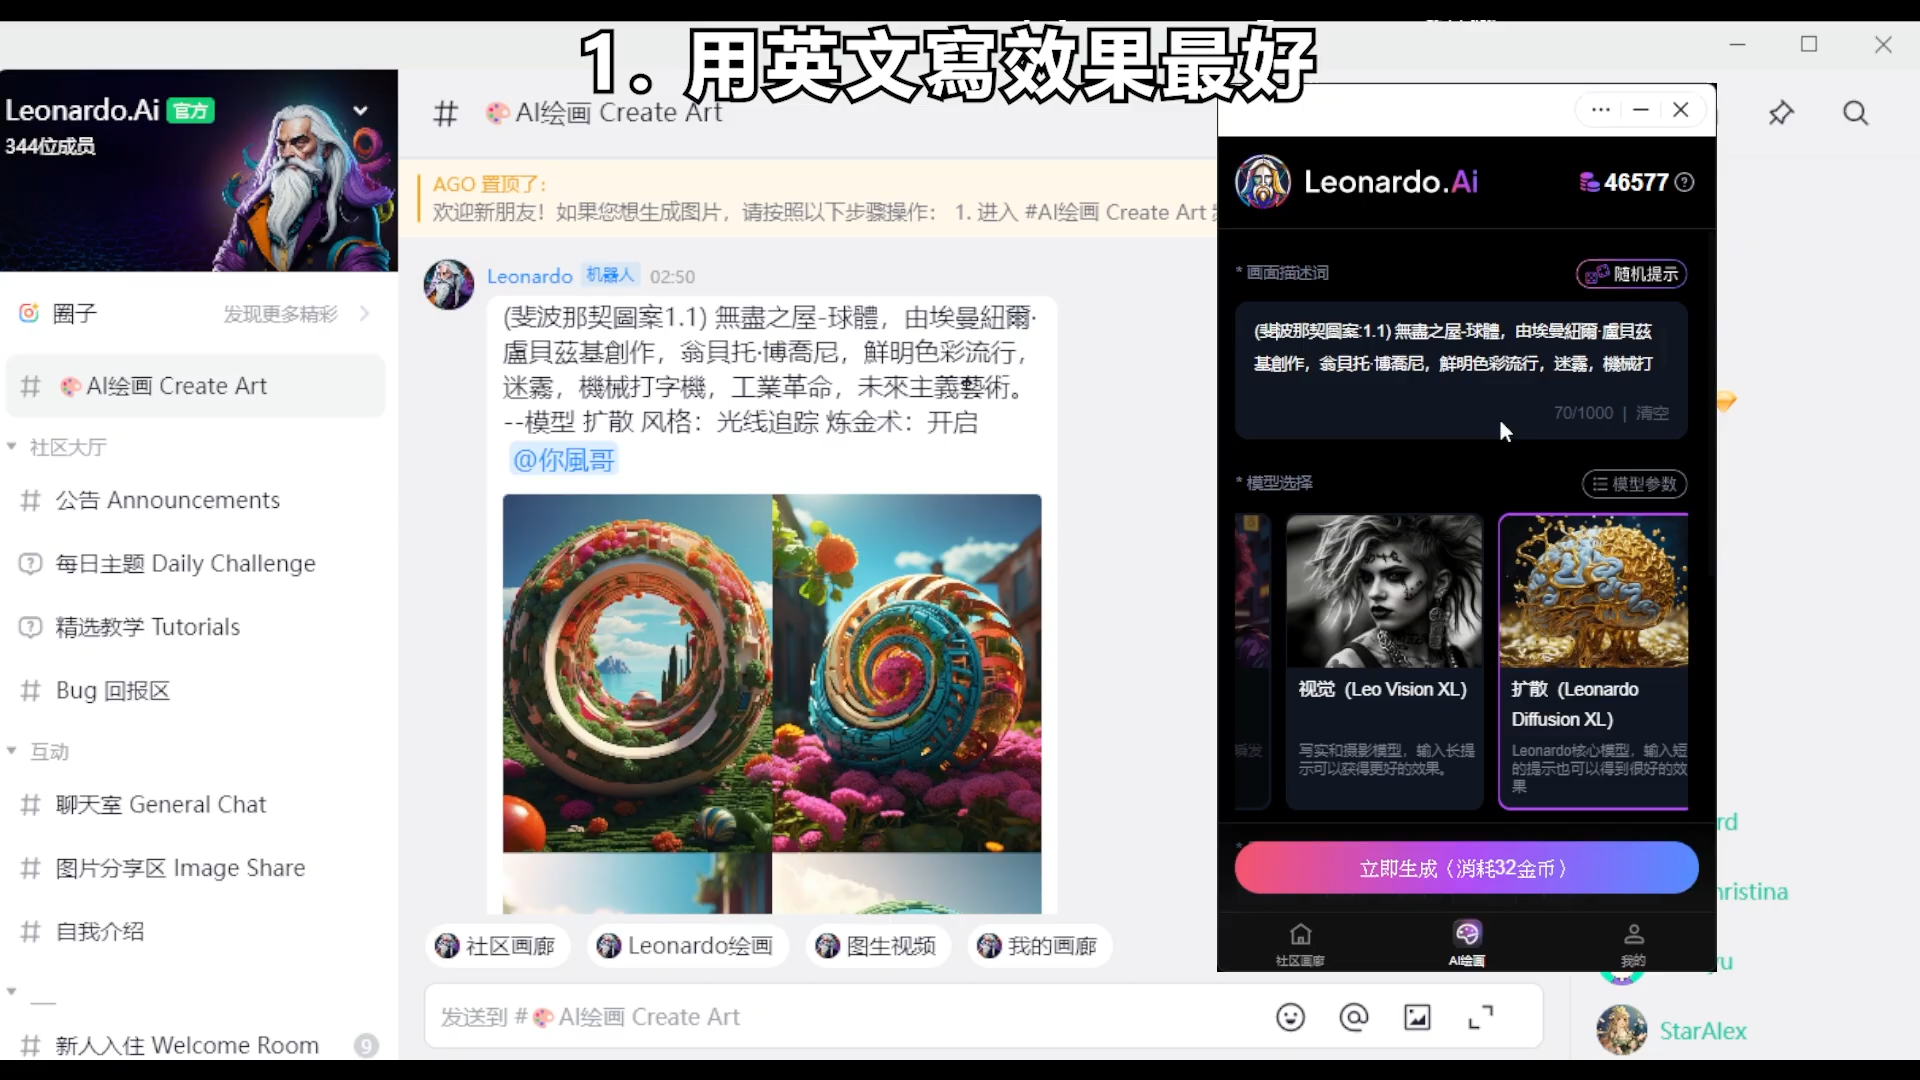 1. 用英文寫效果最好
Leonardo.Ai 官方
344位成员
圈子
发现更多精彩
# AI绘画 Create Art
社区大厅
# 公告 Announcements
每日主题 Daily Challenge
精选教学 Tutorials
# Bug 回报区
互动
# 聊天室 General Chat
# 图片分享区 Image Share
# 自我介绍
# 新人入住 Welcome Room 9
# AI绘画 Create Art
AGO 置顶了:
欢迎新朋友！如果您想生成图片，请按照以下步骤操作： 1. 进入 #AI绘画 Create Art
Leonardo 机器人 02:50
(斐波那契圖案1.1) 無盡之屋-球體，由埃曼紐爾·
盧貝茲基創作，翁貝托·博喬尼，鮮明色彩流行，
迷霧，機械打字機，工業革命，未來主義藝術。
--模型 扩散 风格：光线追踪 炼金术：开启
@你風哥
社区画廊
Leonardo绘画
图生视频
我的画廊
发送到 # AI绘画 Create Art
Leonardo.Ai
46577
* 画面描述词
随机提示
(斐波那契圖案:1.1) 無盡之屋-球體，由埃曼紐爾·盧貝茲
基創作，翁貝托·博喬尼，鮮明色彩流行，迷霧，機械打
70/1000 | 清空
* 模型选择
模型参数
视觉（Leo Vision XL）
写实和摄影模型，输入长提
示可以获得更好的效果。
扩散（Leonardo
Diffusion XL）
Leonardo核心模型，输入短
的提示也可以得到很好的效
果
立即生成（消耗32金币）
社区画廊
AI绘画
我的
rd
hristina
yu
StarAlex